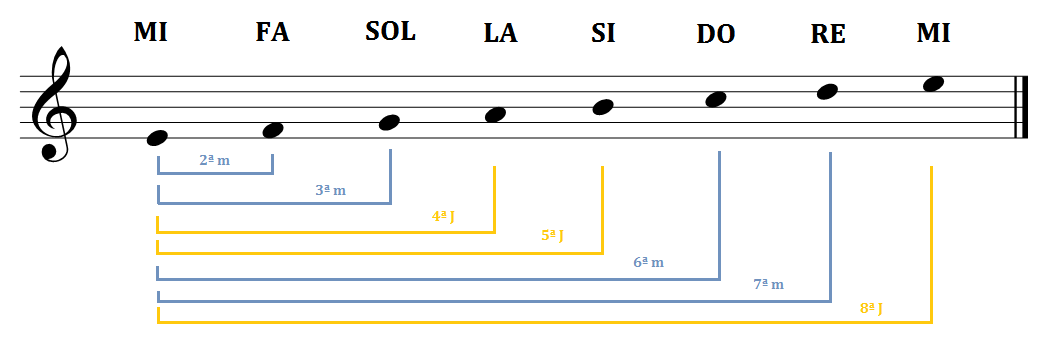 MI FA SOL LA SI DO RE MI
2ª m
3ª m
4ª J
5ª J
6ª m
7ª m
8ª J